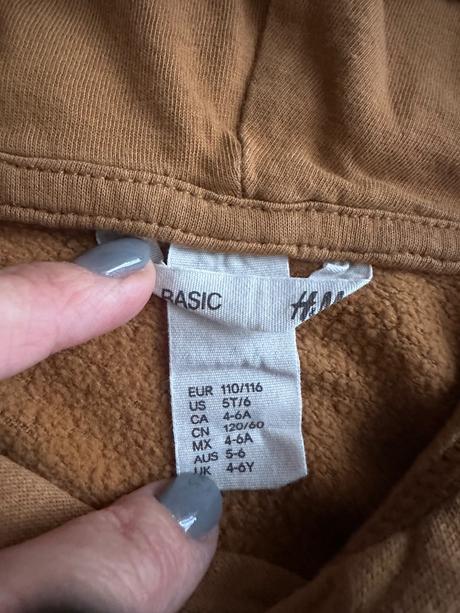 BASIC H&M
EUR 110/116
US 5T/6
CA 4-6A
CN 120/60
MX 4-6A
AUS 5-6
UK 4-6Y